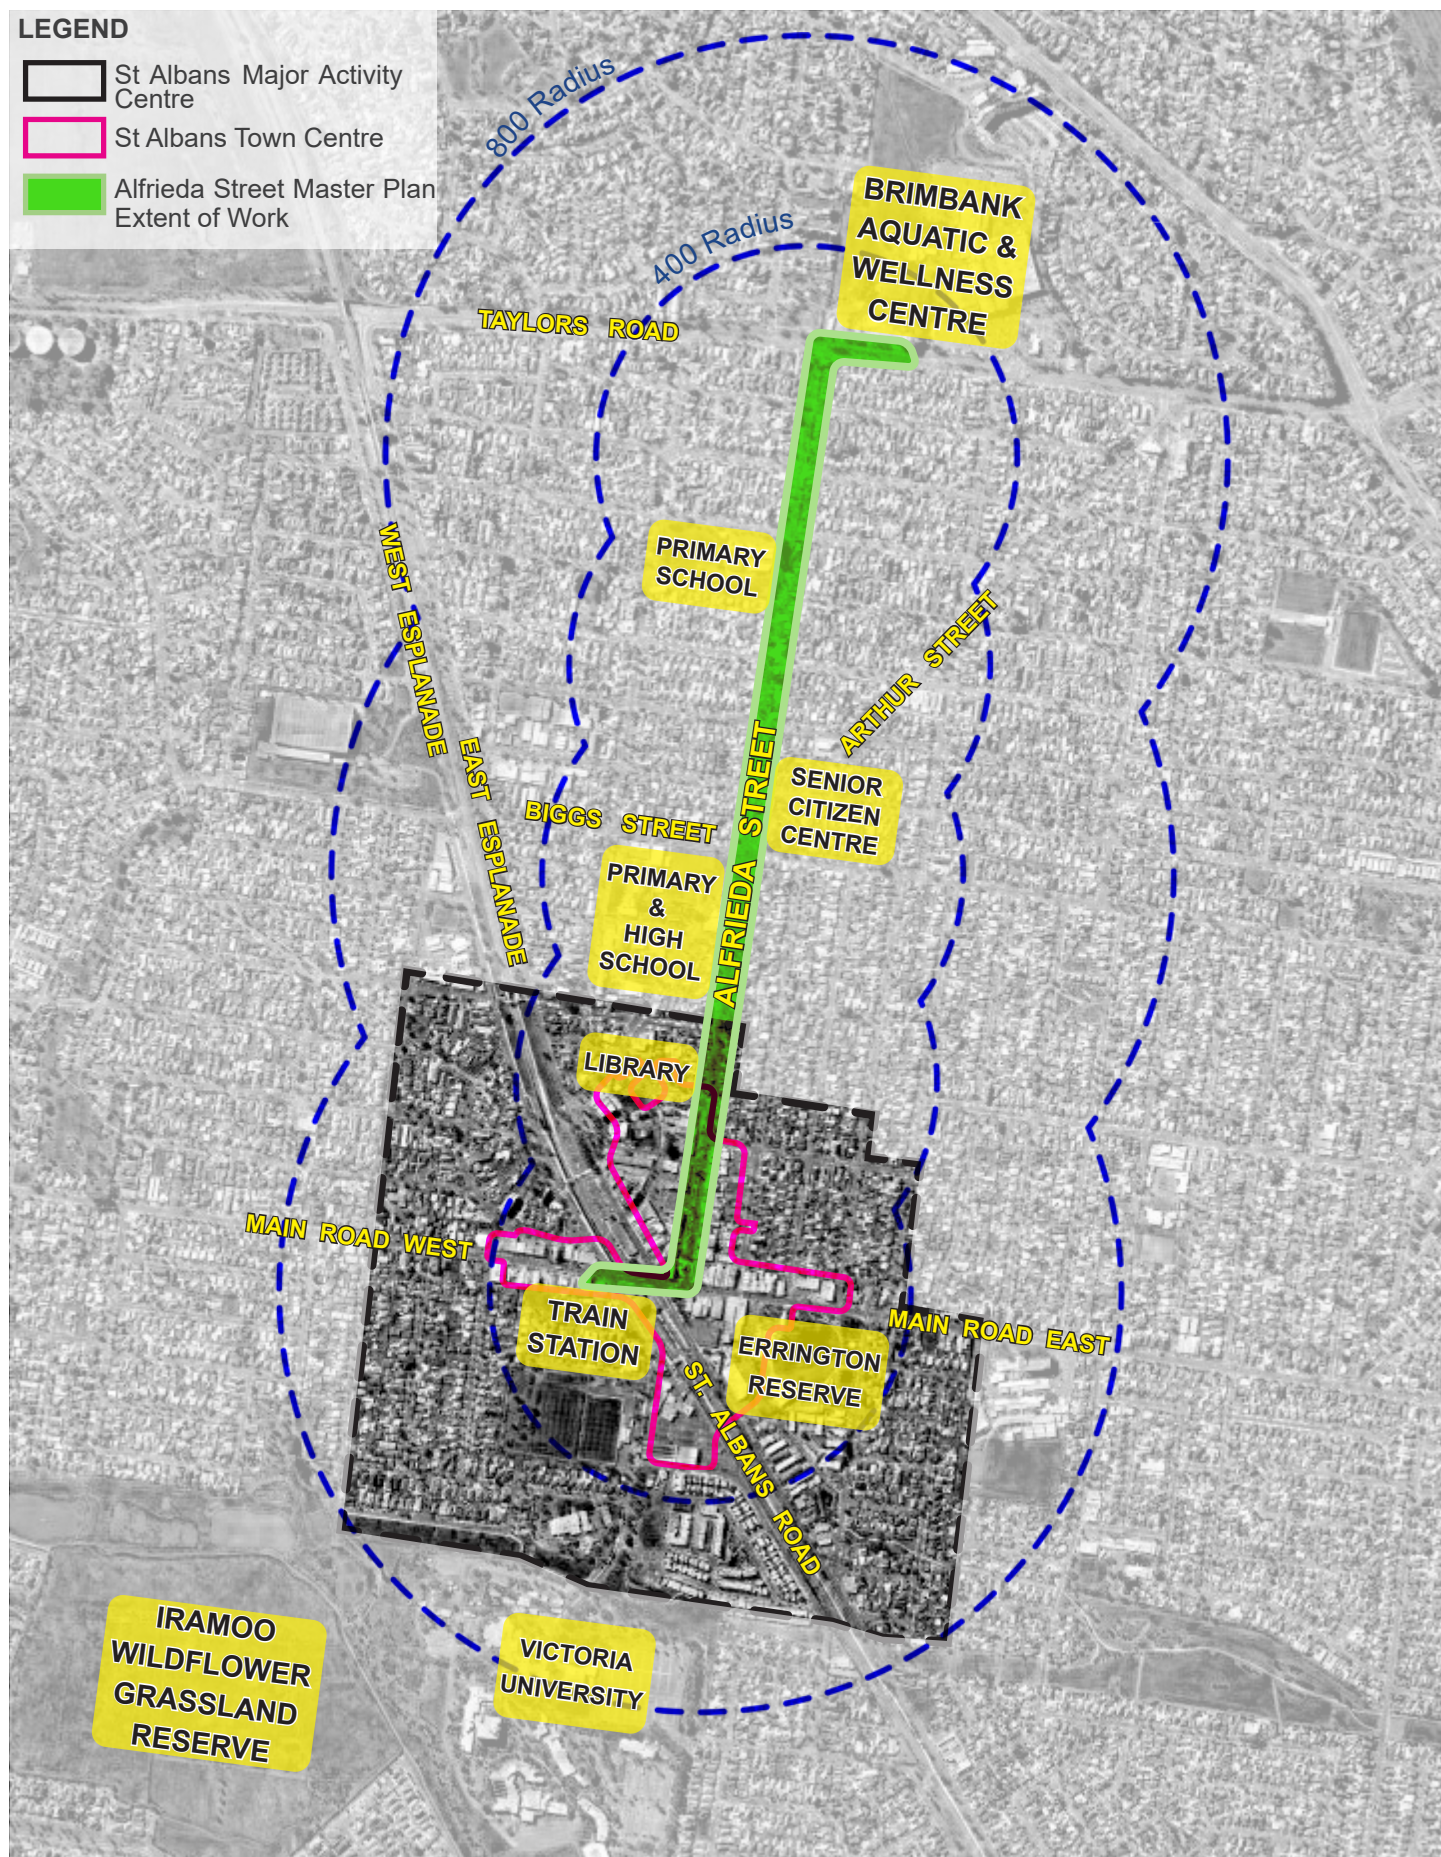 LEGEND
St Albans Major Activity
Centre
St Albans Town Centre
Alfrieda Street Master Plan
Extent of Work
800 Radius
400 Radius
BRIMBANK
AQUATIC &
WELLNESS
CENTRE
TAYLORS ROAD
PRIMARY
SCHOOL
WEST ESPLANADE
ARTHUR STREET
EAST ESPLANADE
ALFRIEDA STREET
SENIOR
CITIZEN
CENTRE
BIGGS STREET
PRIMARY
&
HIGH
SCHOOL
LIBRARY
MAIN ROAD WEST
TRAIN
STATION
MAIN ROAD EAST
ERRINGTON
RESERVE
ST. ALBANS ROAD
IRAMOO
WILDFLOWER
GRASSLAND
RESERVE
VICTORIA
UNIVERSITY